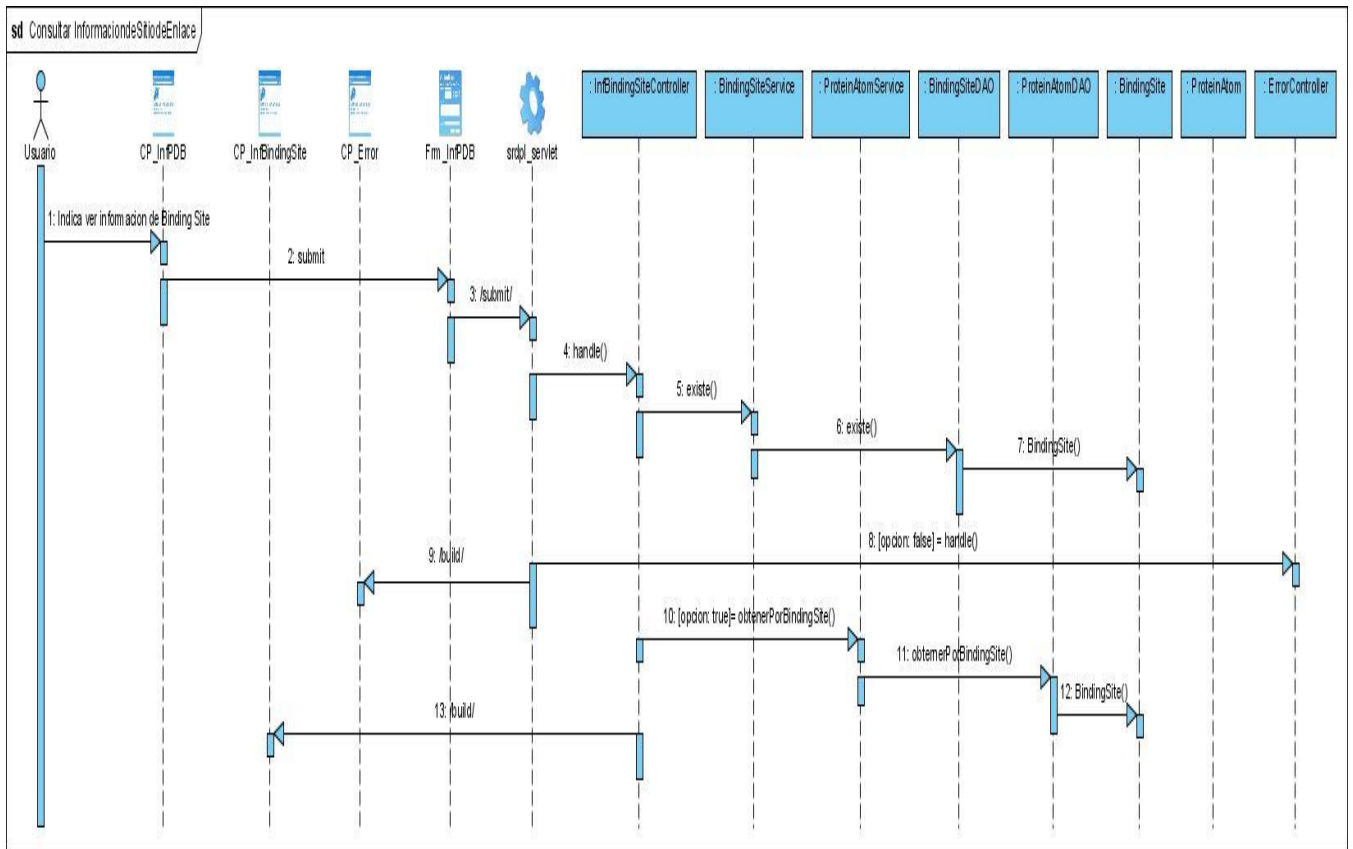 sd Consultar InformaciondeSitiodeEnlace
Usuario
CP_InfPDB
CP_InfBindingSite
CP_Error
Frm_InfPDB
srdpl_servlet
: InfBindingSiteController
: BindingSiteService
: ProteinAtomService
: BindingSiteDAO
: ProteinAtomDAO
: BindingSite
: ProteinAtom
: ErrorController
1: Indica ver informacion de Binding Site
2: submit
3: /submit/
4: handle()
5: existe()
6: existe()
7: BindingSite()
8: [opcion: false] = handle()
9: /build/
10: [opcion: true]= obtenerPorBindingSite()
11: obtenerPorBindingSite()
12: BindingSite()
13: /build/